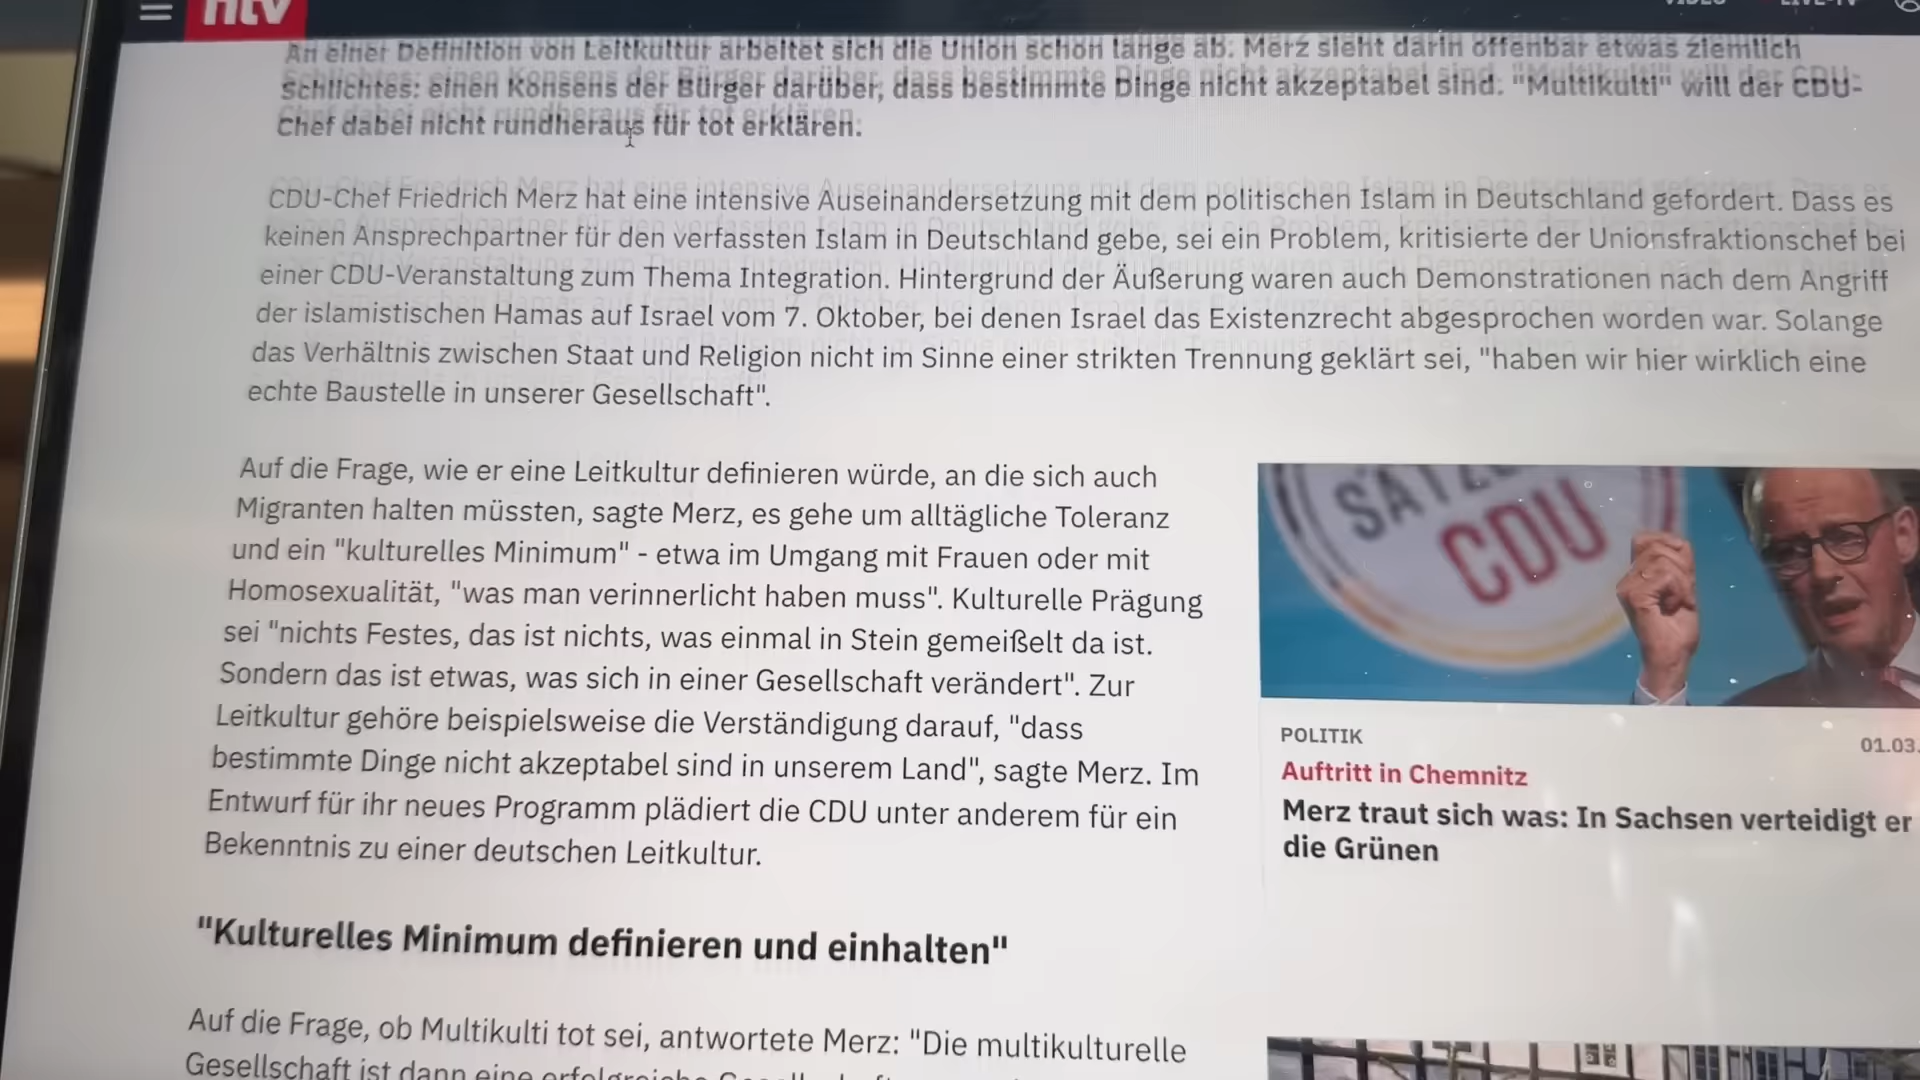 ntv
An einer Definition von Leitkultur arbeitet sich die Union schon lange ab. Merz sieht darin offenbar etwas ziemlich
Schlichtes: einen Konsens der Bürger darüber, dass bestimmte Dinge nicht akzeptabel sind. "Multikulti" will der CDU-
Chef dabei nicht rundheraus für tot erklären.
CDU-Chef Friedrich Merz hat eine intensive Auseinandersetzung mit dem politischen Islam in Deutschland gefordert. Dass es
keinen Ansprechpartner für den verfassten Islam in Deutschland gebe, sei ein Problem, kritisierte der Unionsfraktionschef bei
einer CDU-Veranstaltung zum Thema Integration. Hintergrund der Äußerung waren auch Demonstrationen nach dem Angriff
der islamistischen Hamas auf Israel vom 7. Oktober, bei denen Israel das Existenzrecht abgesprochen worden war. Solange
das Verhältnis zwischen Staat und Religion nicht im Sinne einer strikten Trennung geklärt sei, "haben wir hier wirklich eine
echte Baustelle in unserer Gesellschaft".
Auf die Frage, wie er eine Leitkultur definieren würde, an die sich auch
Migranten halten müssten, sagte Merz, es gehe um alltägliche Toleranz
und ein "kulturelles Minimum" - etwa im Umgang mit Frauen oder mit
Homosexualität, "was man verinnerlicht haben muss". Kulturelle Prägung
sei "nichts Festes, das ist nichts, was einmal in Stein gemeißelt da ist.
Sondern das ist etwas, was sich in einer Gesellschaft verändert". Zur
Leitkultur gehöre beispielsweise die Verständigung darauf, "dass
bestimmte Dinge nicht akzeptabel sind in unserem Land", sagte Merz. Im
Entwurf für ihr neues Programm plädiert die CDU unter anderem für ein
Bekenntnis zu einer deutschen Leitkultur.
CDU
POLITIK
01.03.
Auftritt in Chemnitz
Merz traut sich was: In Sachsen verteidigt er
die Grünen
"Kulturelles Minimum definieren und einhalten"
Auf die Frage, ob Multikulti tot sei, antwortete Merz: "Die multikulturelle
Gesellschaft ist dann eine